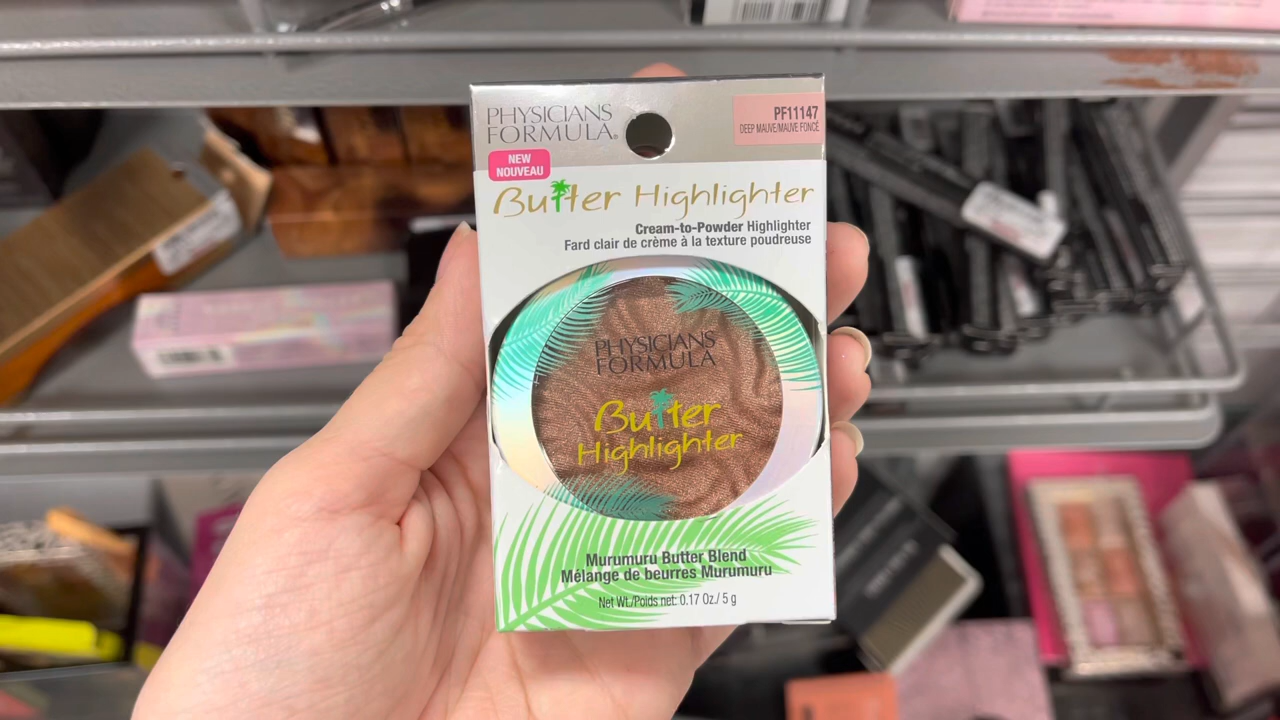 PHYSICIANS
FORMULA®
PF11147
DEEP MAUVE/MAUVE FONCÉ
NEW
NOUVEAU
Butter Highlighter
Cream-to-Powder Highlighter
Fard clair de crème à la texture poudreuse
PHYSICIANS
FORMULA
Butter
Highlighter
Murumuru Butter Blend
Mélange de beurres Murumuru
Net Wt./Poids net: 0.17 Oz./ 5 g